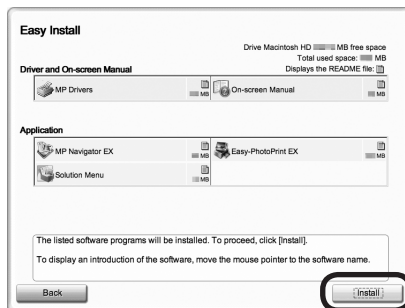 Easy Install
Drive Macintosh HD MB free space
Total used space: MB
Driver and On-screen Manual
Displays the README file:
MP Drivers
MB
On-screen Manual
MB
Application
MP Navigator EX
MB
Easy-PhotoPrint EX
MB
Solution Menu
MB
The listed software programs will be installed. To proceed, click [Install].
To display an introduction of the software, move the mouse pointer to the software name.
Back
Install